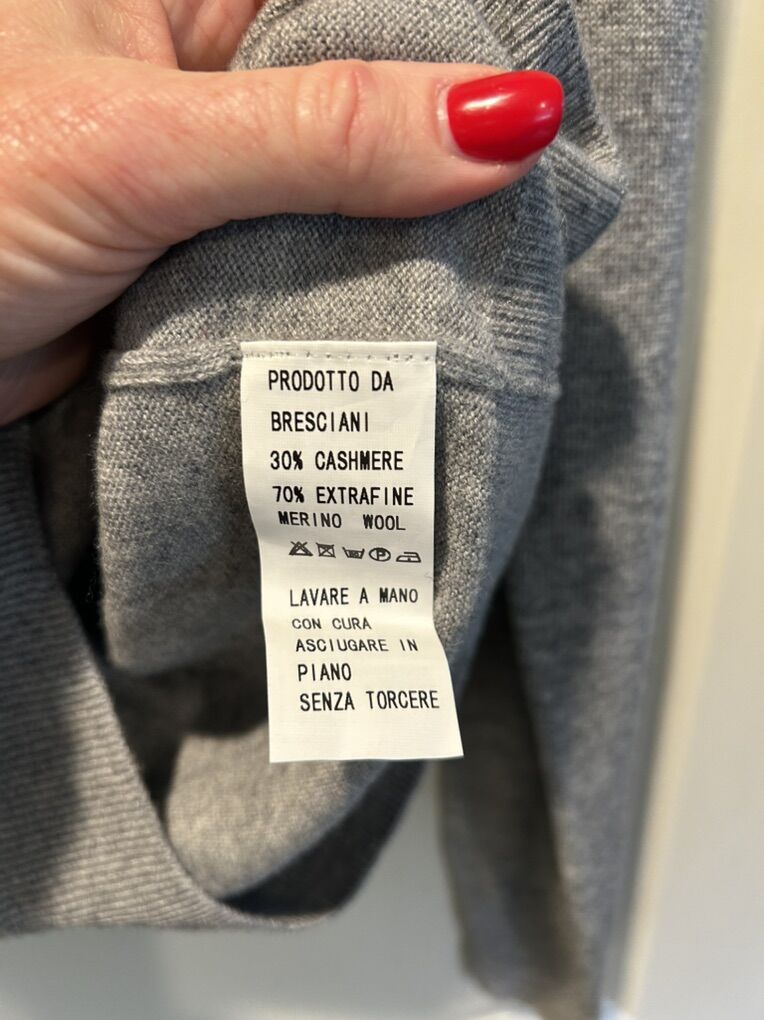 PRODOTTO DA
BRESCIANI
30% CASHMERE
70% EXTRAFINE
MERINO WOOL
P
LAVARE A MANO
CON CURA
ASCIUGARE IN
PIANO
SENZA TORCERE